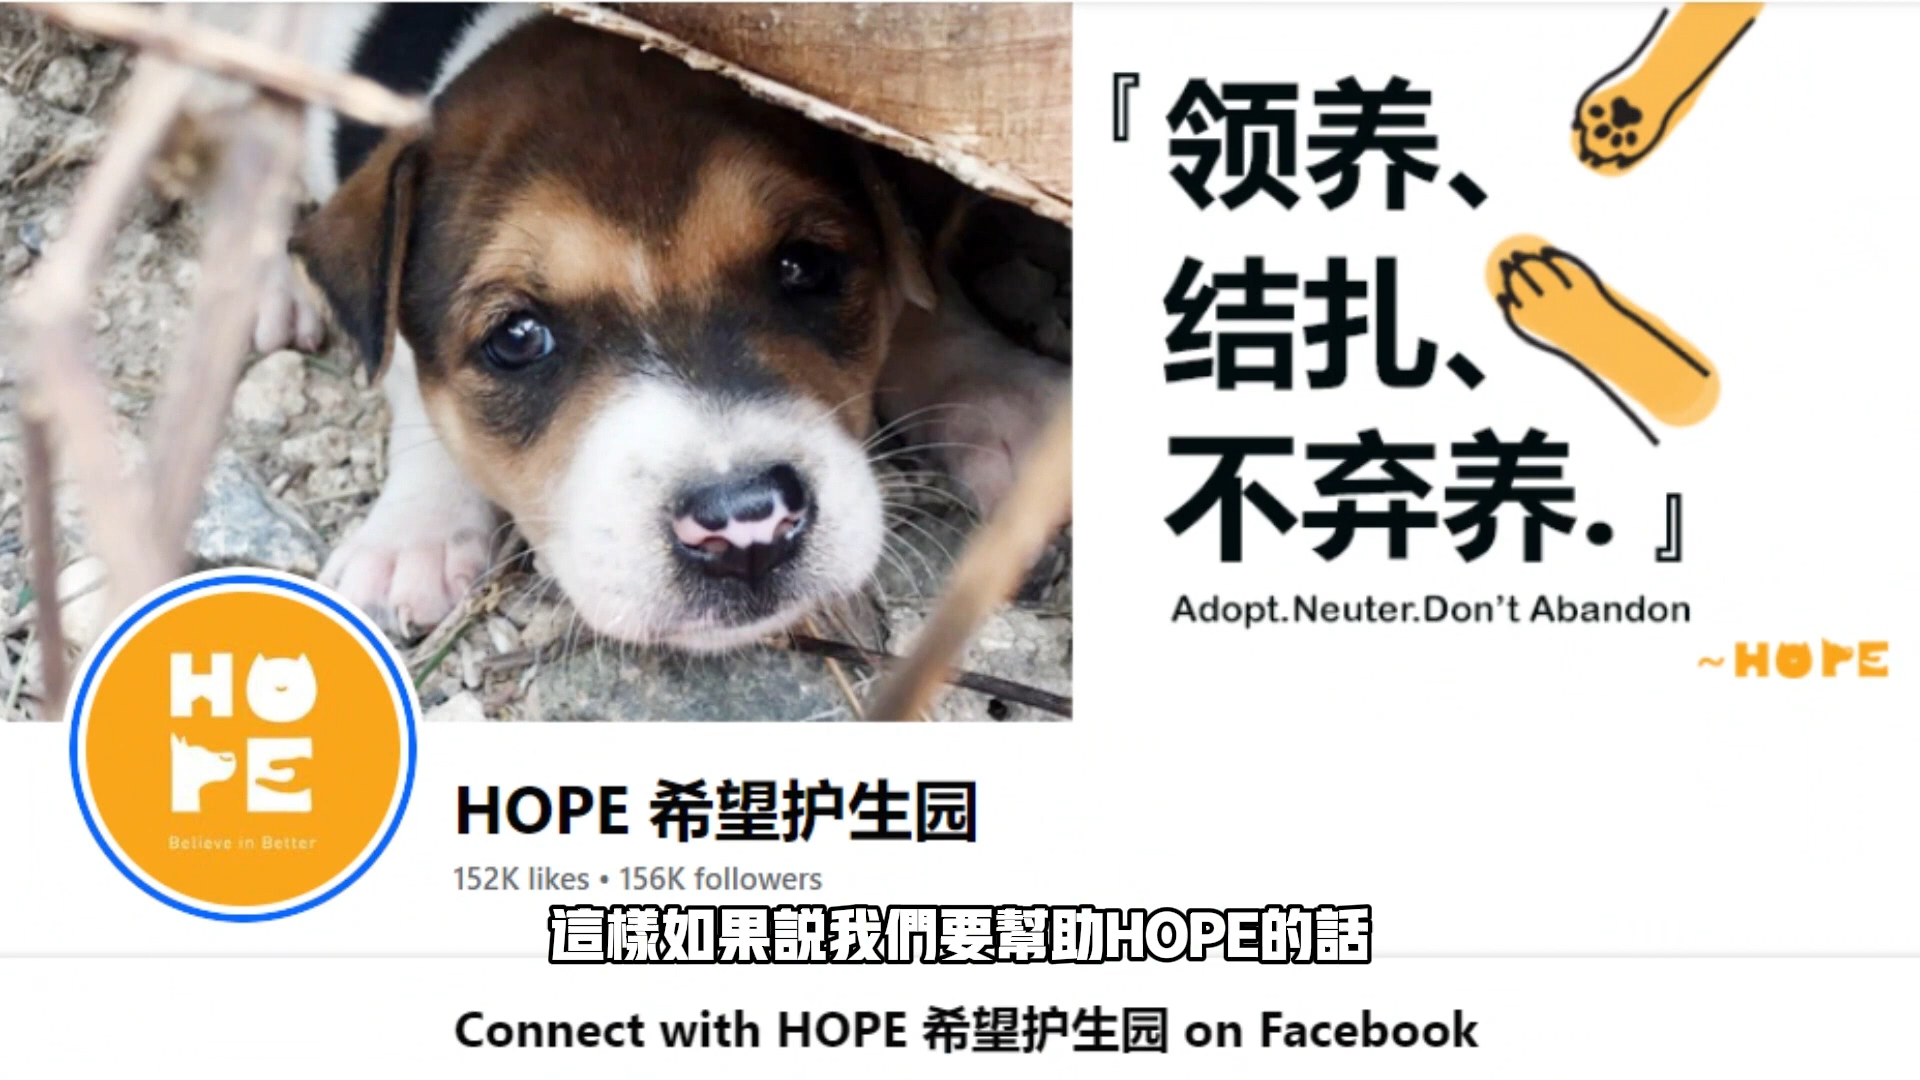 『领养、
结扎、
不弃养.』
Adopt.Neuter.Don't Abandon
~HOPE
HO
PE
Believe in Better
HOPE 希望护生园
152K likes • 156K followers
這樣如果説我們要幫助HOPE的話
Connect with HOPE 希望护生园 on Facebook